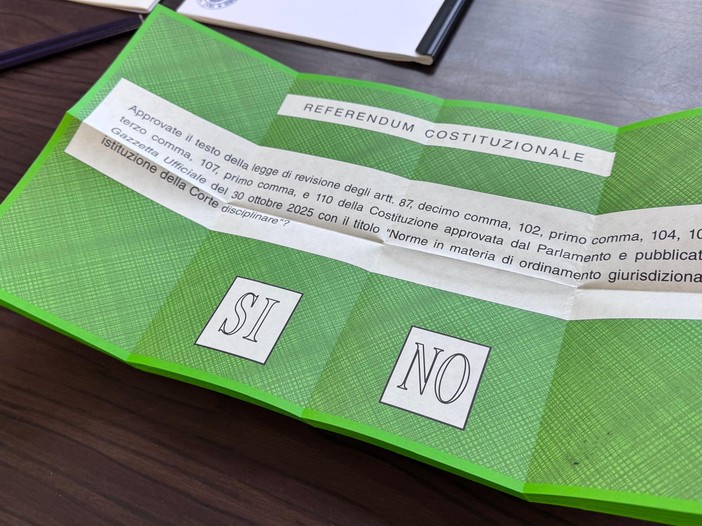 REFERENDUM COSTITUZIONALE
Approvate il testo della legge di revisione degli artt. 87, decimo comma, 102, primo comma, 104, 10
terzo comma, 107, primo comma, e 110 della Costituzione approvata dal Parlamento e pubblicat
Gazzetta Ufficiale del 30 ottobre 2025 con il titolo "Norme in materia di ordinamento giurisdiziona
istituzione della Corte disciplinare"?
SI
NO